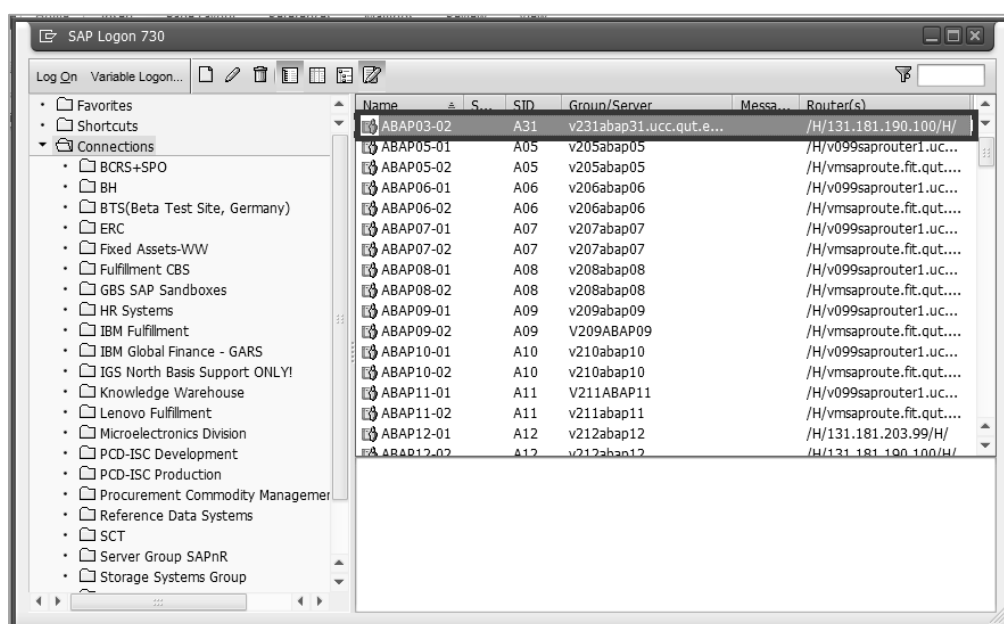 SAP Logon 730
Log On Variable Logon...
Favorites
Shortcuts
Connections
BCRS+SPO
BH
BTS(Beta Test Site, Germany)
ERC
Fixed Assets-WW
Fulfillment CBS
GBS SAP Sandboxes
HR Systems
IBM Fulfillment
IBM Global Finance - GARS
IGS North Basis Support ONLY!
Knowledge Warehouse
Lenovo Fulfillment
Microelectronics Division
PCD-ISC Development
PCD-ISC Production
Procurement Commodity Managemer
Reference Data Systems
SCT
Server Group SAPnR
Storage Systems Group
Name S... SID Group/Server Messa... Router(s)
ABAP03-02 A31 v231abap31.ucc.qut.e... /H/131.181.190.100/H/
ABAP05-01 A05 v205abap05 /H/v099saprouter1.uc...
ABAP05-02 A05 v205abap05 /H/vmsaproute.fit.qut....
ABAP06-01 A06 v206abap06 /H/v099saprouter1.uc...
ABAP06-02 A06 v206abap06 /H/vmsaproute.fit.qut....
ABAP07-01 A07 v207abap07 /H/v099saprouter1.uc...
ABAP07-02 A07 v207abap07 /H/vmsaproute.fit.qut....
ABAP08-01 A08 v208abap08 /H/v099saprouter1.uc...
ABAP08-02 A08 v208abap08 /H/vmsaproute.fit.qut....
ABAP09-01 A09 v209abap09 /H/v099saprouter1.uc...
ABAP09-02 A09 V209ABAP09 /H/vmsaproute.fit.qut....
ABAP10-01 A10 v210abap10 /H/v099saprouter1.uc...
ABAP10-02 A10 v210abap10 /H/vmsaproute.fit.qut....
ABAP11-01 A11 V211ABAP11 /H/v099saprouter1.uc...
ABAP11-02 A11 v211abap11 /H/vmsaproute.fit.qut....
ABAP12-01 A12 v212abap12 /H/131.181.203.99/H/
ABAP12-02 A12 v212abap12 /H/131.181.190.100/H/